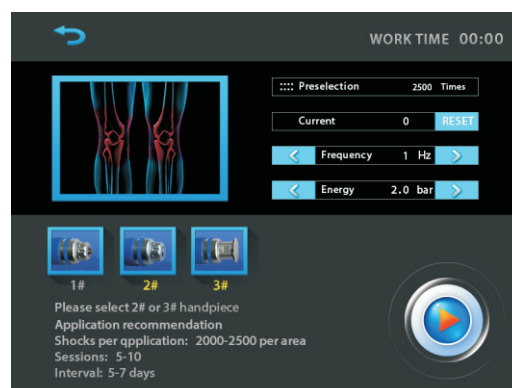 WORK TIME 00:00
:::: Preselection 2500 Times
Current 0 RESET
Frequency 1 Hz
Energy 2.0 bar
1# 2# 3#
Please select 2# or 3# handpiece
Application recommendation
Shocks per qpplication: 2000-2500 per area
Sessions: 5-10
Interval: 5-7 days